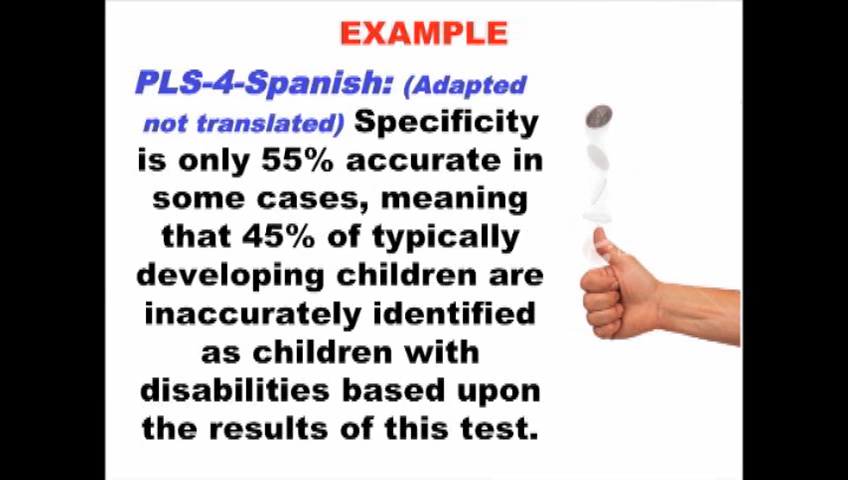 EXAMPLE
PLS-4-Spanish: (Adapted
not translated) Specificity
is only 55% accurate in
some cases, meaning
that 45% of typically
developing children are
inaccurately identified
as children with
disabilities based upon
the results of this test.